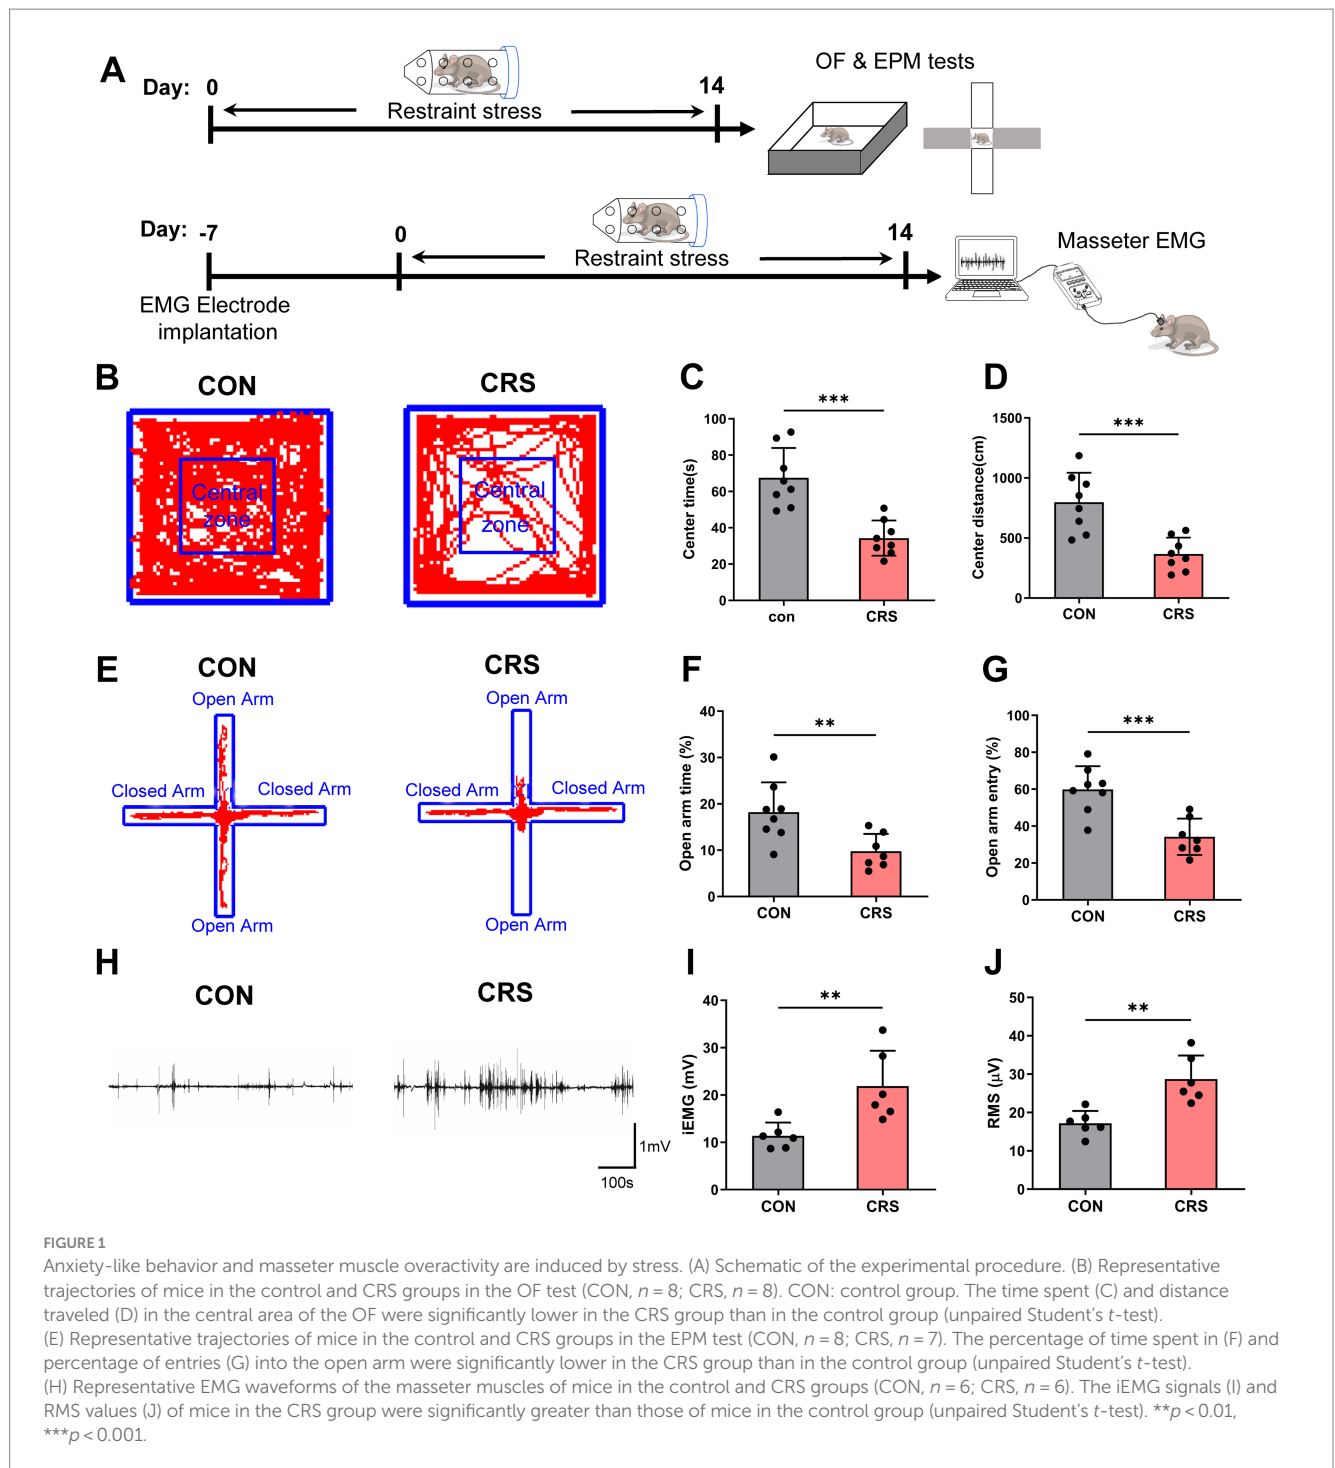 A
Day: 0
14
Restraint stress
OF & EPM tests
Day: -7
0
14
Restraint stress
Masseter EMG
EMG Electrode
implantation
B
CON
CRS
Central
zone
Central
zone
C
***
Center time(s)
100
80
60
40
20
0
con
CRS
D
***
Center distance(cm)
1500
1000
500
0
CON
CRS
E
CON
CRS
Open Arm
Open Arm
Closed Arm
Closed Arm
Closed Arm
Closed Arm
Open Arm
Open Arm
F
**
Open arm time (%)
40
30
20
10
0
CON
CRS
G
***
Open arm entry (%)
100
80
60
40
20
0
CON
CRS
H
CON
CRS
1mV
100s
I
**
iEMG (mV)
40
30
20
10
0
CON
CRS
J
**
RMS (μV)
50
40
30
20
10
0
CON
CRS
FIGURE 1
Anxiety-like behavior and masseter muscle overactivity are induced by stress. (A) Schematic of the experimental procedure. (B) Representative
trajectories of mice in the control and CRS groups in the OF test (CON, n = 8; CRS, n = 8). CON: control group. The time spent (C) and distance
traveled (D) in the central area of the OF were significantly lower in the CRS group than in the control group (unpaired Student's t-test).
(E) Representative trajectories of mice in the control and CRS groups in the EPM test (CON, n = 8; CRS, n = 7). The percentage of time spent in (F) and
percentage of entries (G) into the open arm were significantly lower in the CRS group than in the control group (unpaired Student's t-test).
(H) Representative EMG waveforms of the masseter muscles of mice in the control and CRS groups (CON, n = 6; CRS, n = 6). The iEMG signals (I) and
RMS values (J) of mice in the CRS group were significantly greater than those of mice in the control group (unpaired Student's t-test). **p < 0.01,
***p < 0.001.